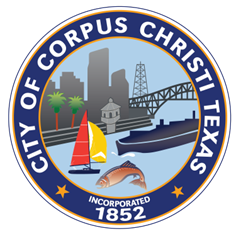 CITY OF CORPUS CHRISTI TEXAS
INCORPORATED
1852